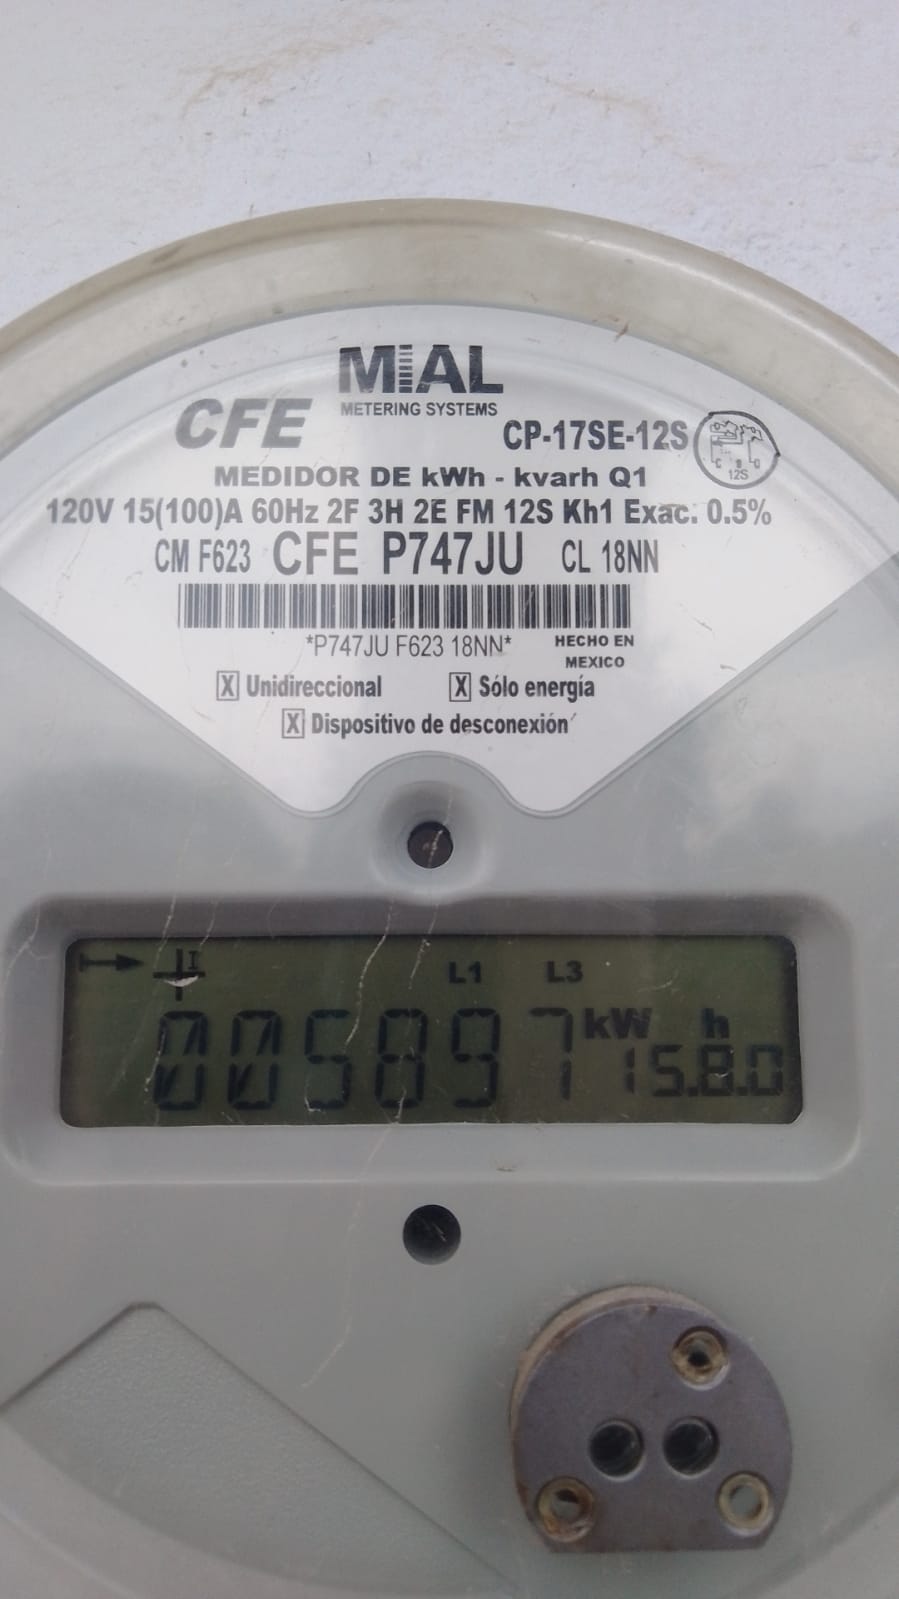 MIAL
METERING SYSTEMS
CFE
CP-17SE-12S
12S
MEDIDOR DE kWh - kvarh Q1
120V 15(100)A 60Hz 2F 3H 2E FM 12S Kh1 Exac. 0.5%
CM F623 CFE P747JU CL 18NN
*P747JU F623 18NN*
HECHO EN
MEXICO
X Unidireccional X Sólo energía
X Dispositivo de desconexión
L1 L3
005897 kWh 15.8.0